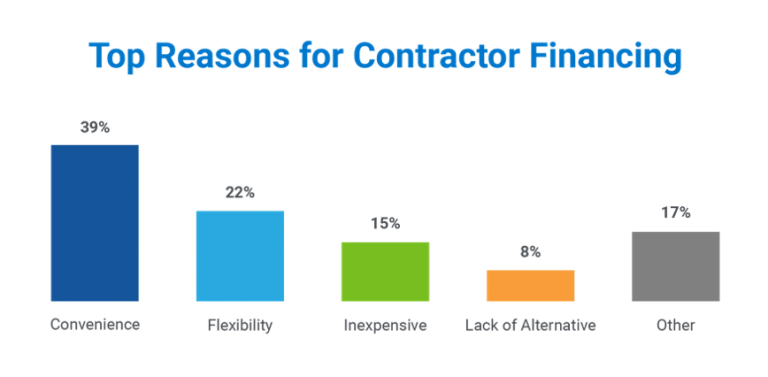 Top Reasons for Contractor Financing
39%
22%
15%
8%
17%
Convenience
Flexibility
Inexpensive
Lack of Alternative
Other